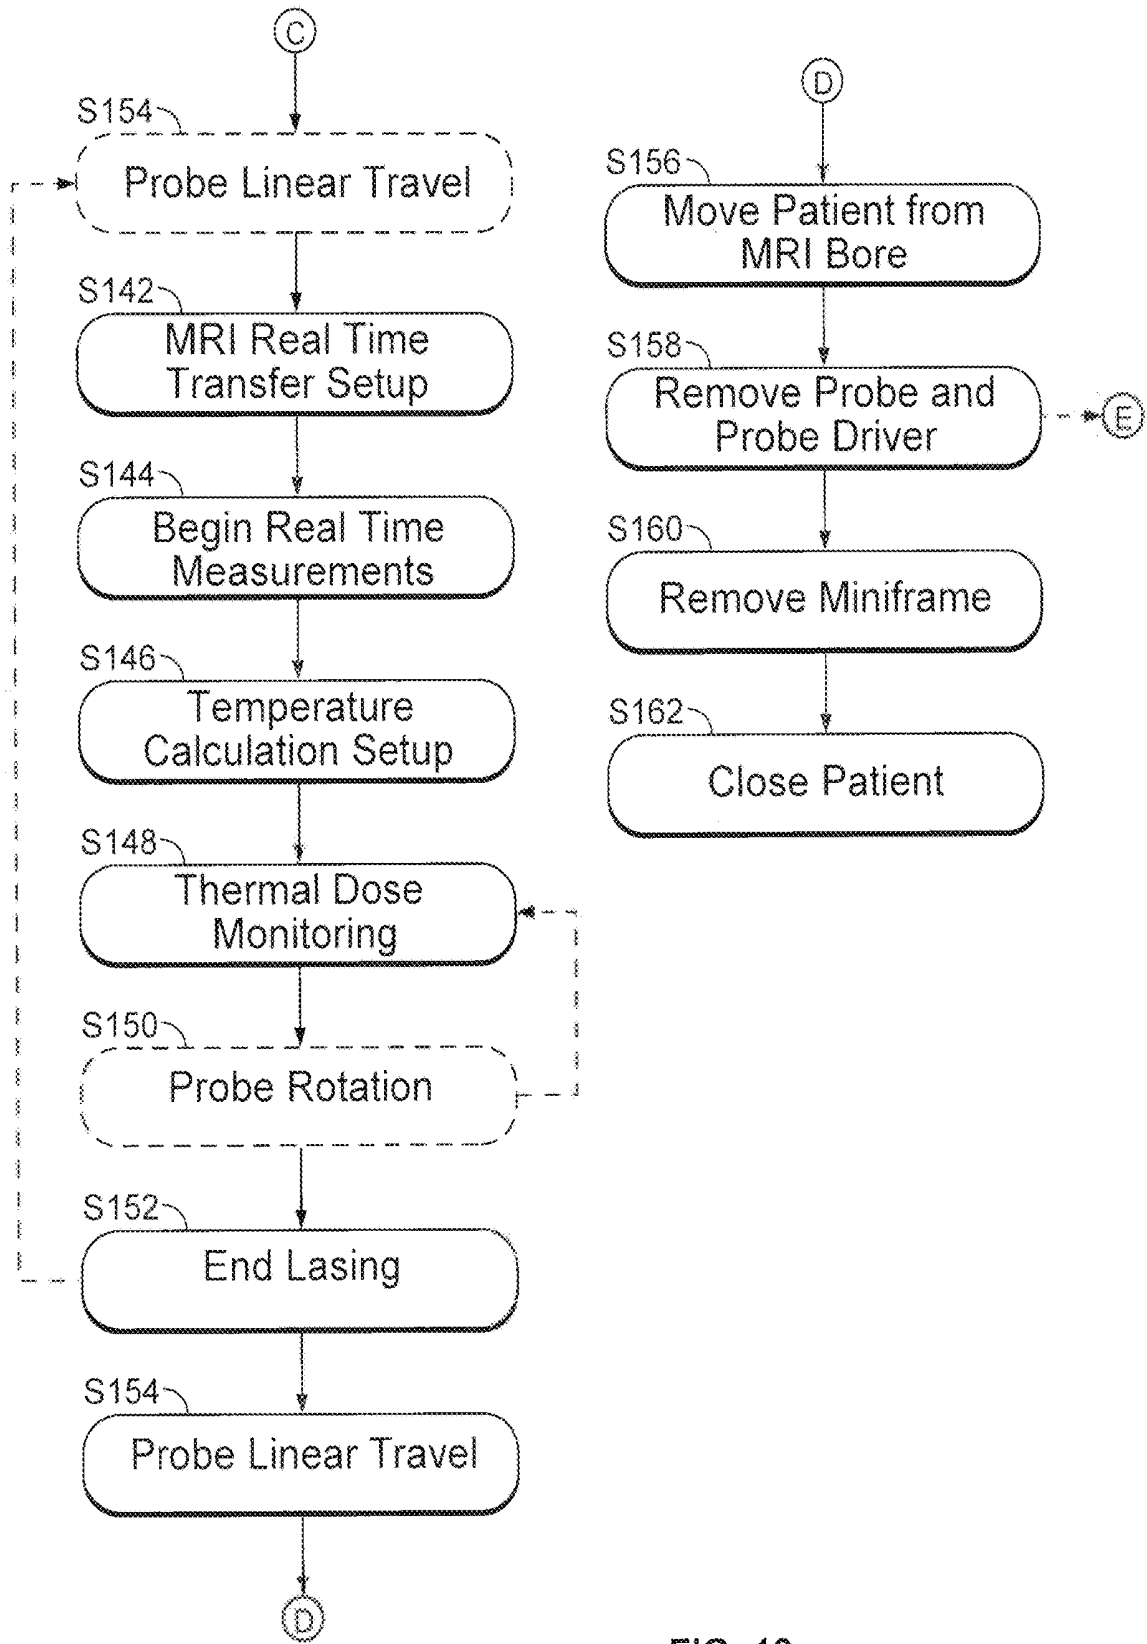 C
S154
Probe Linear Travel
S142
MRI Real Time
Transfer Setup
S144
Begin Real Time
Measurements
S146
Temperature
Calculation Setup
S148
Thermal Dose
Monitoring
S150
Probe Rotation
S152
End Lasing
S154
Probe Linear Travel
D
D
S156
Move Patient from
MRI Bore
S158
Remove Probe and
Probe Driver
E
S160
Remove Miniframe
S162
Close Patient